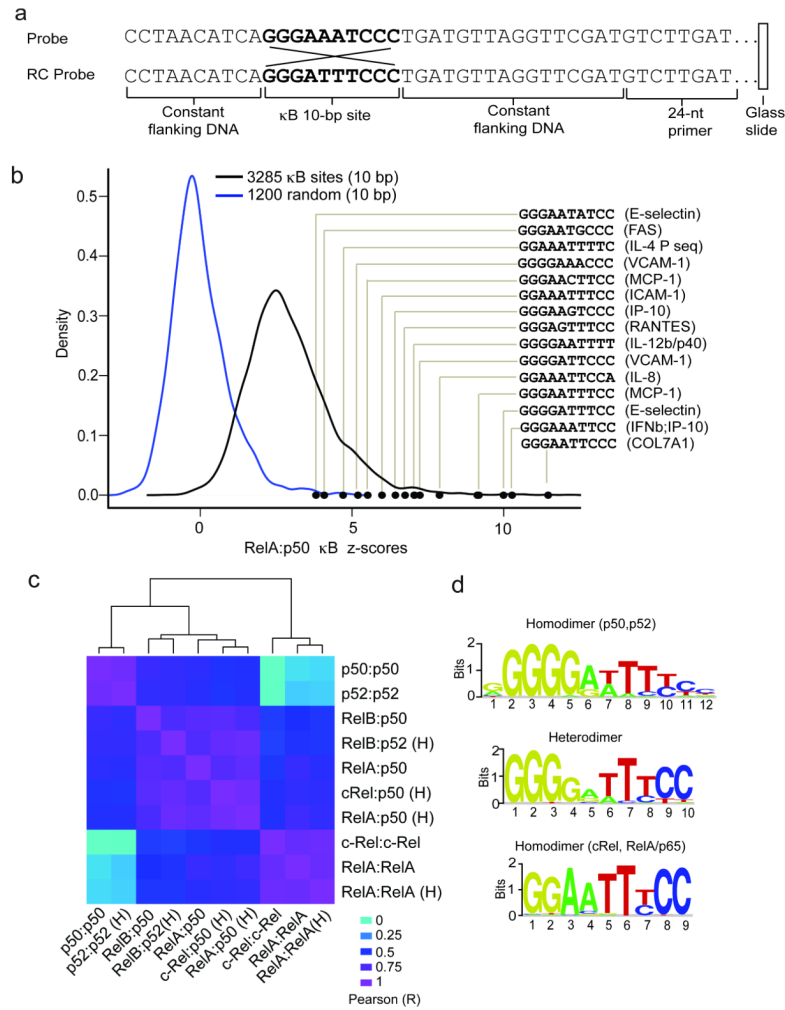 a
Probe CCTAACATCAGGGAAATCCCCTGATGTTAGGTTCGATGTCTTGAT...
RC Probe CCTAACATCAGGGATTTCCCCTGATGTTAGGTTCGATGTCTTGAT...
Constant flanking DNA
κB 10-bp site
Constant flanking DNA
24-nt primer
Glass slide
b
3285 κB sites (10 bp)
1200 random (10 bp)
GGGAATATCC (E-selectin)
GGGAATGCCC (FAS)
GGAAATTTTC (IL-4 P seq)
GGGGAAACCC (VCAM-1)
GGGAACTTCC (MCP-1)
GGAAATTTCC (ICAM-1)
GGGAAGTCCC (IP-10)
GGGAGTTTCC (RANTES)
GGGGAATTTT (IL-12b/p40)
GGGGATTCCC (VCAM-1)
GGAAATTCCA (IL-8)
GGGAATTTCC (MCP-1)
GGGGATTTCC (E-selectin)
GGGAAATTCC (IFNb;IP-10)
GGGAATTCCC (COL7A1)
Density
0.5
0.4
0.3
0.2
0.1
0.0
0 5 10
RelA:p50 κB z-scores
c
p50:p50
p52:p52
RelB:p50
RelB:p52 (H)
RelA:p50
cRel:p50 (H)
RelA:p50 (H)
c-Rel:c-Rel
RelA:RelA
RelA:RelA (H)
p50:p50
p52:p52 (H)
RelB:p50
RelB:p52(H)
RelA:p50
c-Rel:p50 (H)
RelA:p50 (H)
c-Rel:c-Rel
RelA:RelA
RelA:RelA(H)
0
0.25
0.5
0.75
1
Pearson (R)
d
Homodimer (p50,p52)
Bits
2
1
0
GGGGATTTCC
1 2 3 4 5 6 7 8 9 10 11 12
Heterodimer
Bits
2
1
0
GGGGATTTCC
1 2 3 4 5 6 7 8 9 10
Homodimer (cRel, RelA/p65)
Bits
2
1
0
GGAATTTCC
1 2 3 4 5 6 7 8 9